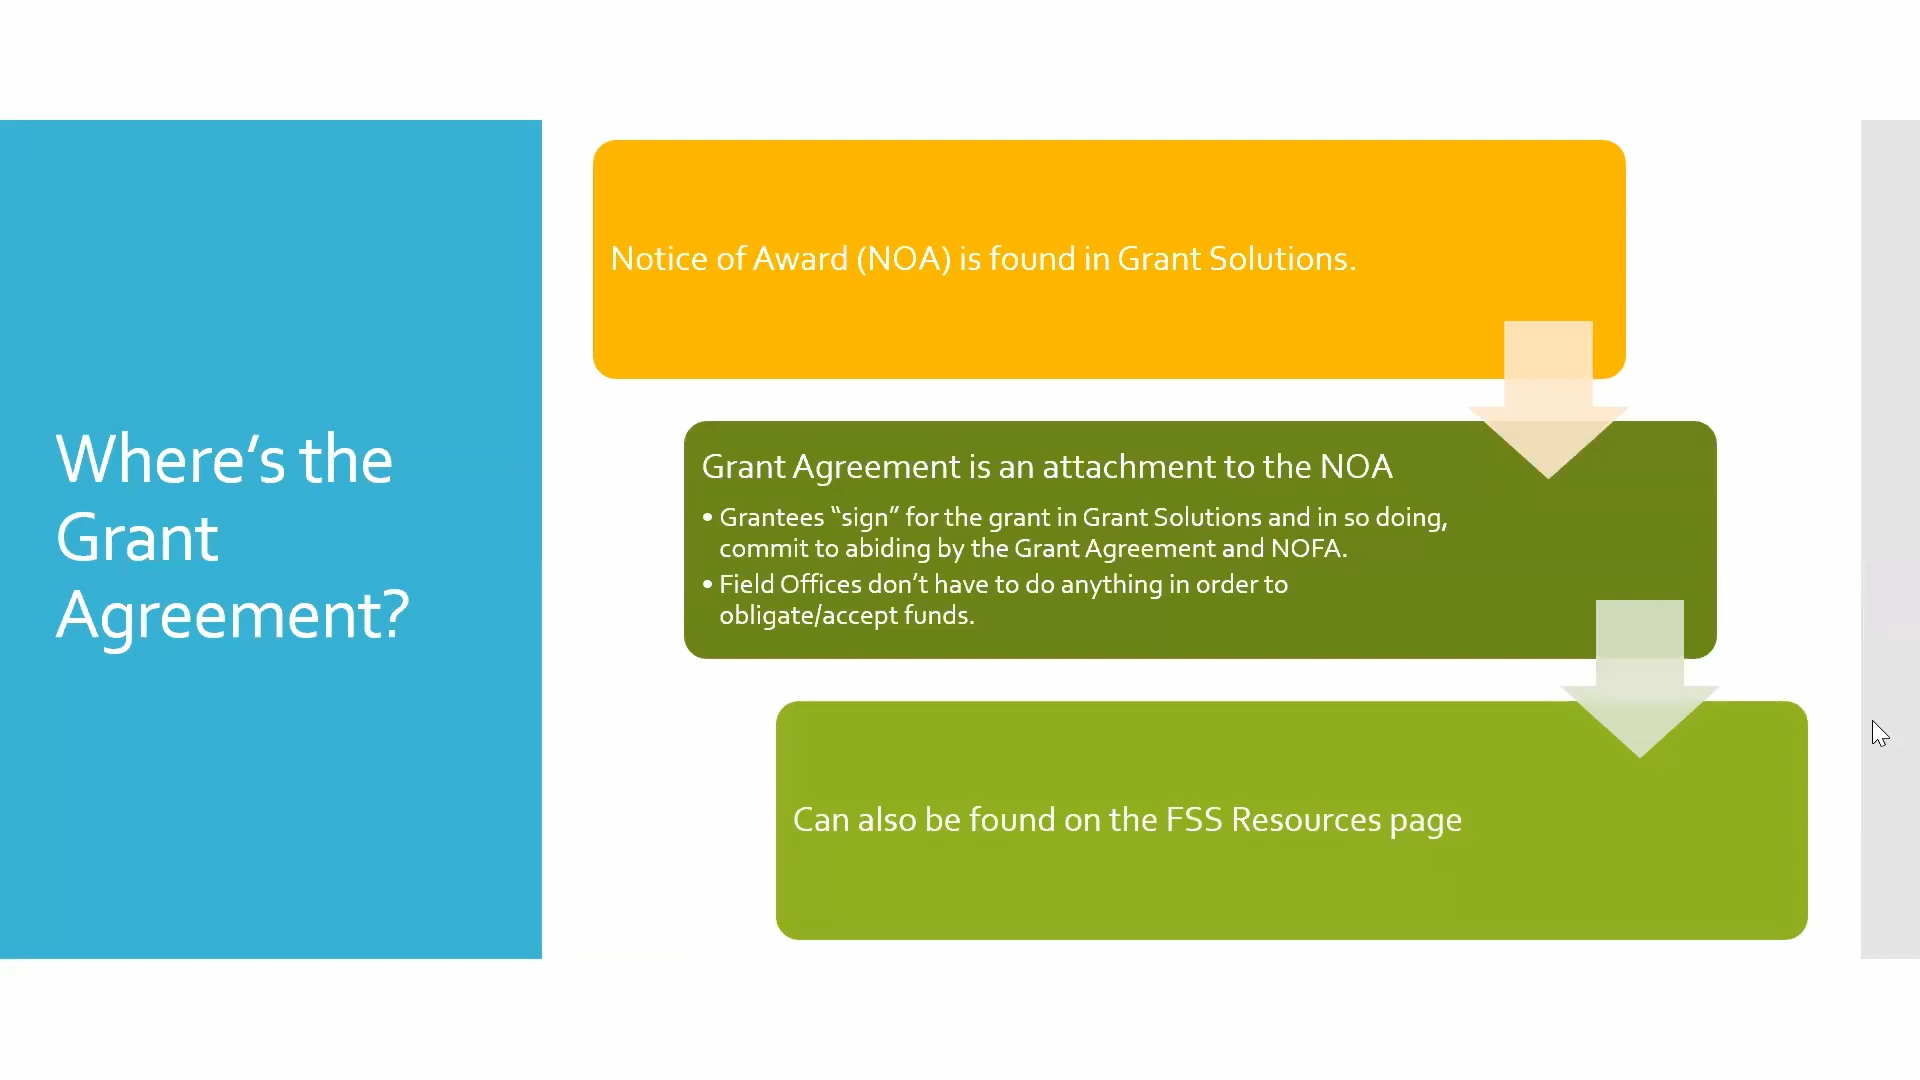 Where's the
Grant
Agreement?
Notice of Award (NOA) is found in Grant Solutions.
Grant Agreement is an attachment to the NOA
• Grantees “sign” for the grant in Grant Solutions and in so doing,
commit to abiding by the Grant Agreement and NOFA.
• Field Offices don’t have to do anything in order to
obligate/accept funds.
Can also be found on the FSS Resources page